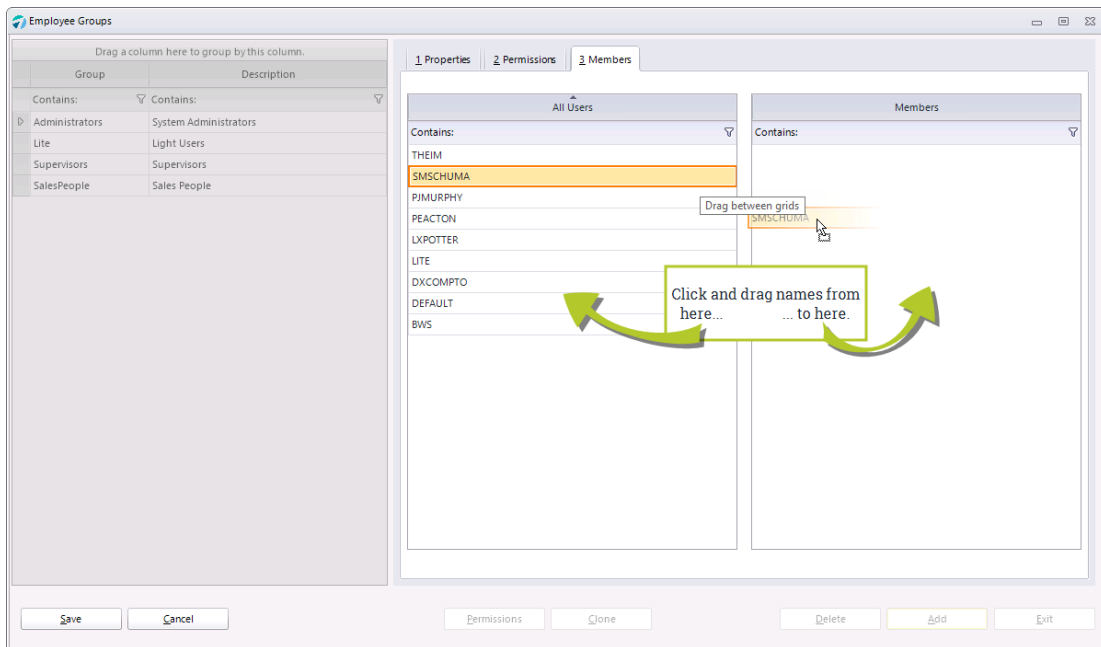 Employee Groups
Drag a column here to group by this column.
Group Description
Contains: Contains:
Administrators System Administrators
Lite Light Users
Supervisors Supervisors
SalesPeople Sales People
1 Properties 2 Permissions 3 Members
All Users
Contains:
THEIM
SMSCHUMA
PJMURPHY
PEACTON
LXPOTTER
LITE
DXCOMPTO
DEFAULT
BWS
Members
Contains:
Drag between grids
SMSCHUMA
Click and drag names from
here... ... to here.
Save Cancel Permissions Clone Delete Add Exit